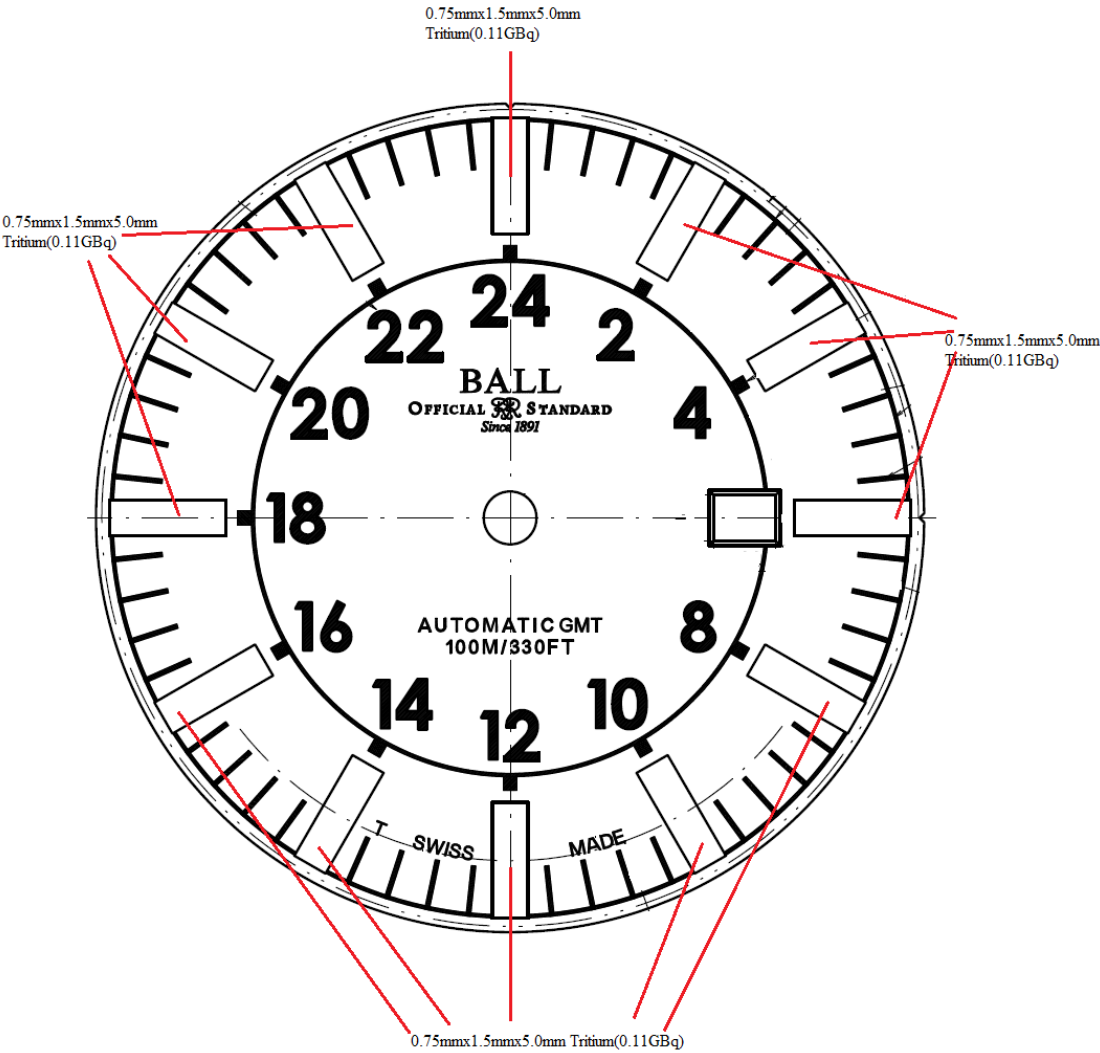 0.75mmx1.5mmx5.0mm
Tritium(0.11GBq)
0.75mmx1.5mmx5.0mm
Tritium(0.11GBq)
24
22
2
0.75mmx1.5mmx5.0mm
Tritium(0.11GBq)
BALL
OFFICIAL RR STANDARD
Since 1891
20
4
18
16
8
AUTOMATIC GMT
100M/330FT
14
10
12
T SWISS MADE
0.75mmx1.5mmx5.0mm Tritium(0.11GBq)